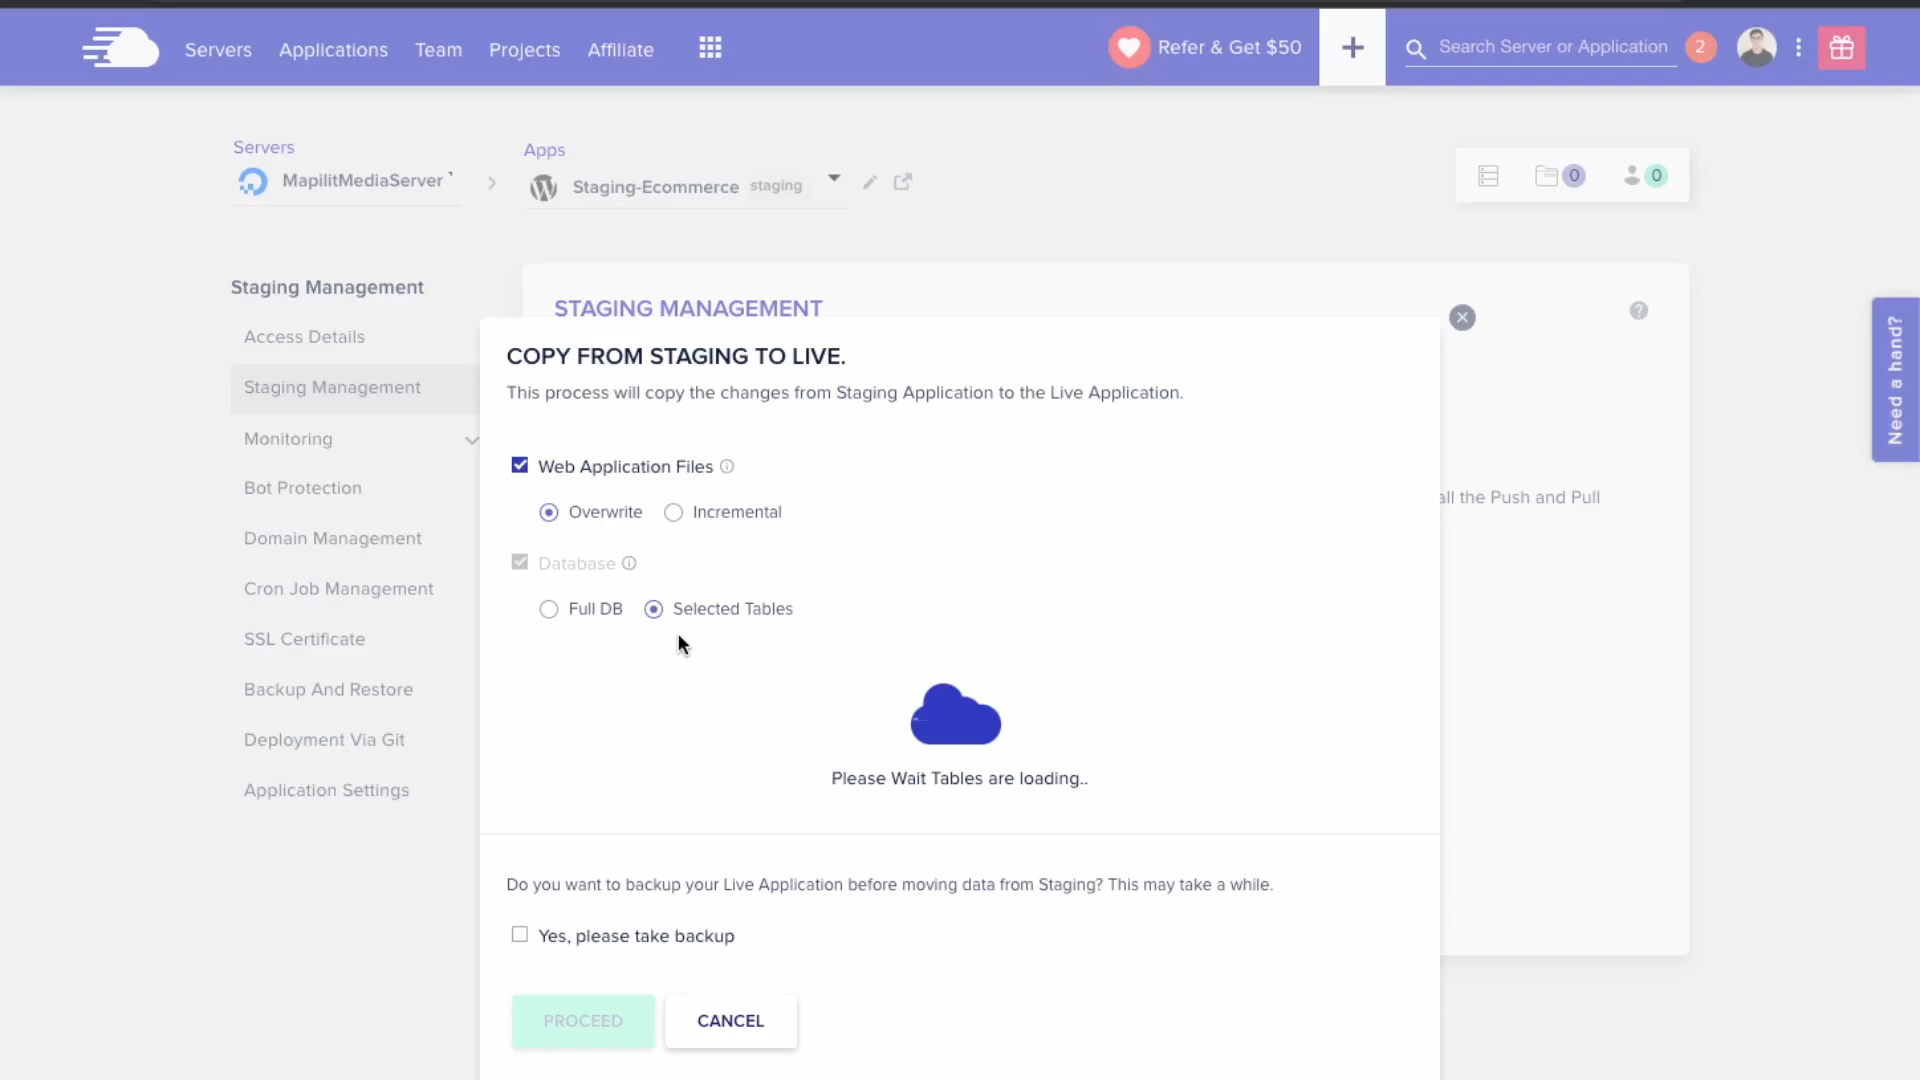 Servers Applications Team Projects Affiliate
Refer & Get $50
+
Search Server or Application
2
Servers
MapilitMediaServer
Apps
Staging-Ecommerce staging
0
0
Staging Management
Access Details
Staging Management
Monitoring
Bot Protection
Domain Management
Cron Job Management
SSL Certificate
Backup And Restore
Deployment Via Git
Application Settings
STAGING MANAGEMENT
?
all the Push and Pull
COPY FROM STAGING TO LIVE.
This process will copy the changes from Staging Application to the Live Application.
Web Application Files
Overwrite Incremental
Database
Full DB Selected Tables
Please Wait Tables are loading..
Do you want to backup your Live Application before moving data from Staging? This may take a while.
Yes, please take backup
PROCEED CANCEL
Need a hand?